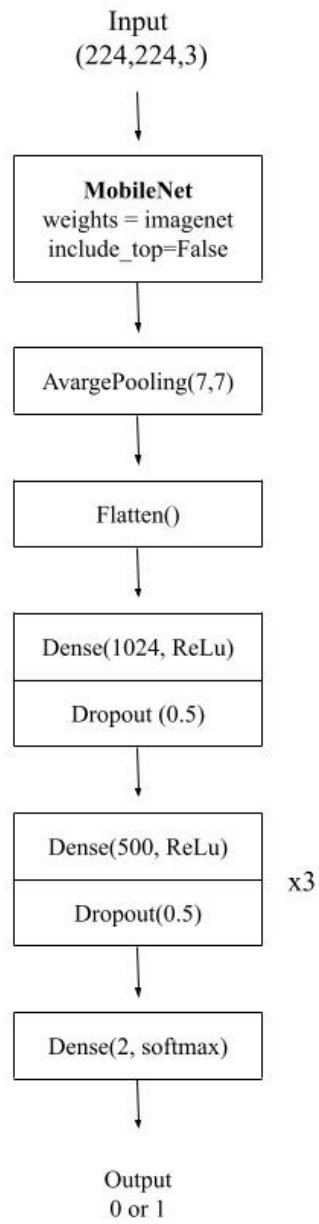 Input
(224,224,3)
MobileNet
weights = imagenet
include_top=False
AvargePooling(7,7)
Flatten()
Dense(1024, ReLu)
Dropout (0.5)
Dense(500, ReLu)
x3
Dropout(0.5)
Dense(2, softmax)
Output
0 or 1